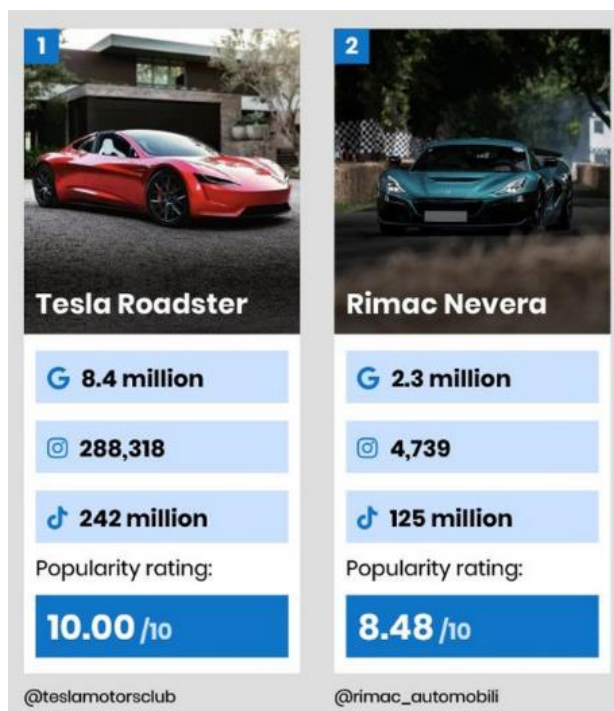 1
Tesla Roadster
8.4 million
288,318
242 million
Popularity rating:
10.00 /10
@teslamotorsclub
2
Rimac Nevera
2.3 million
4,739
125 million
Popularity rating:
8.48 /10
@rimac_automobili